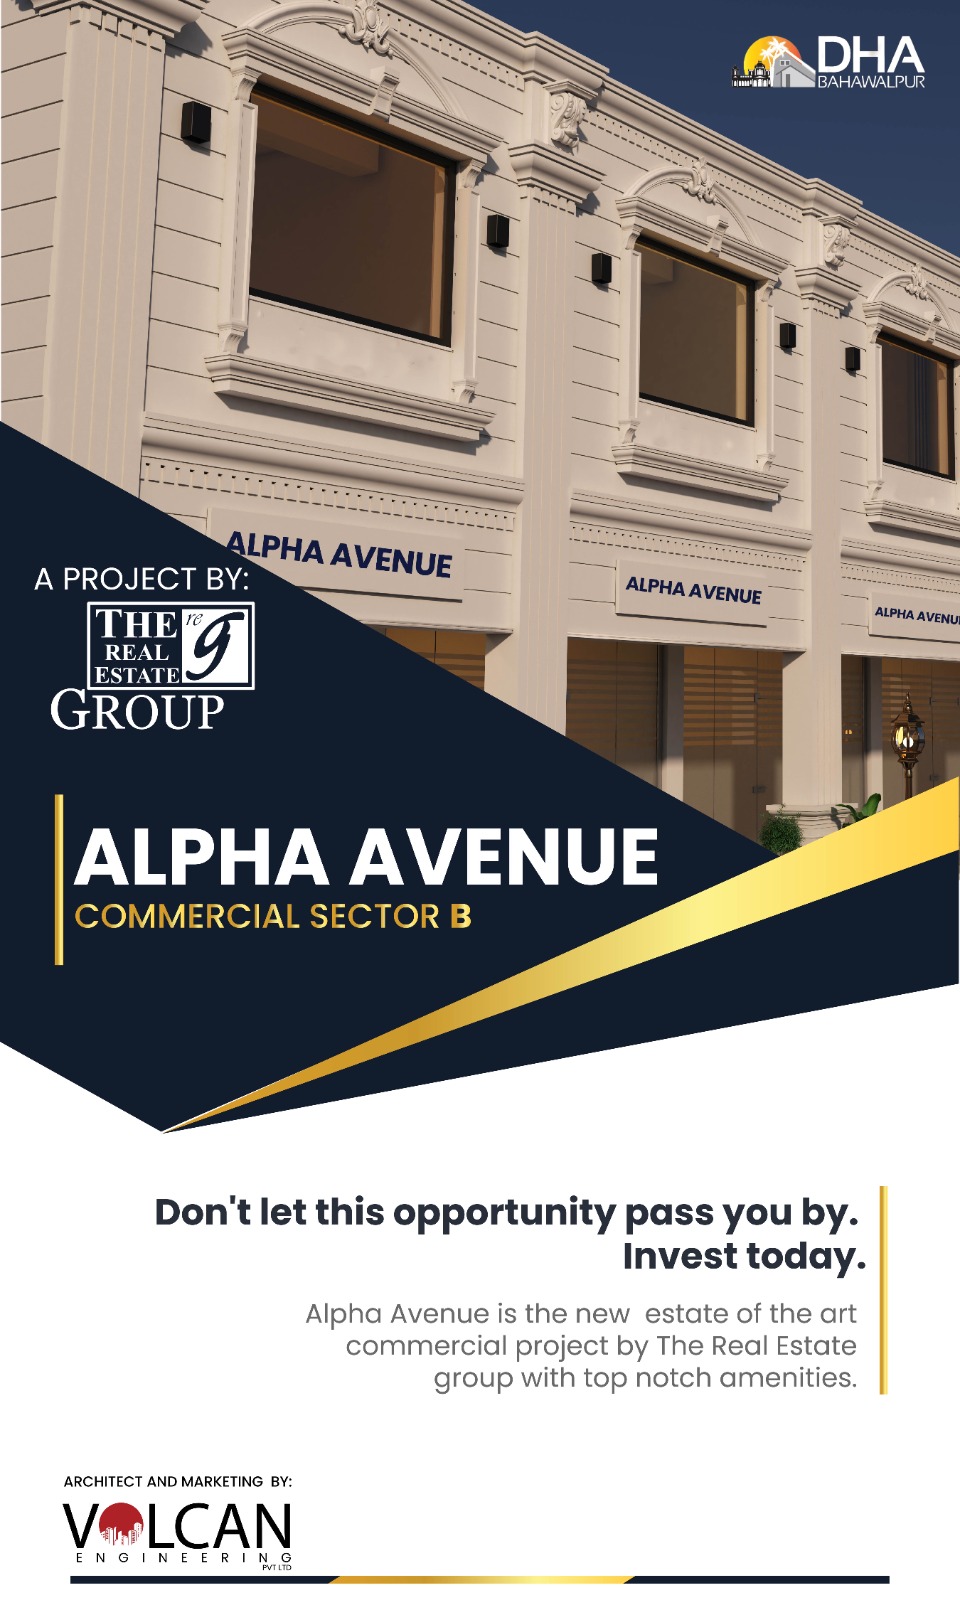 DHA
BAHAWALPUR
ALPHA AVENUE
ALPHA AVENUE
ALPHA AVENU
A PROJECT BY:
THE re g
REAL
ESTATE
GROUP
ALPHA AVENUE
COMMERCIAL SECTOR B
Don't let this opportunity pass you by.
Invest today.
Alpha Avenue is the new estate of the art
commercial project by The Real Estate
group with top notch amenities.
ARCHITECT AND MARKETING BY:
VOLCAN
ENGINEERING
PVT LTD